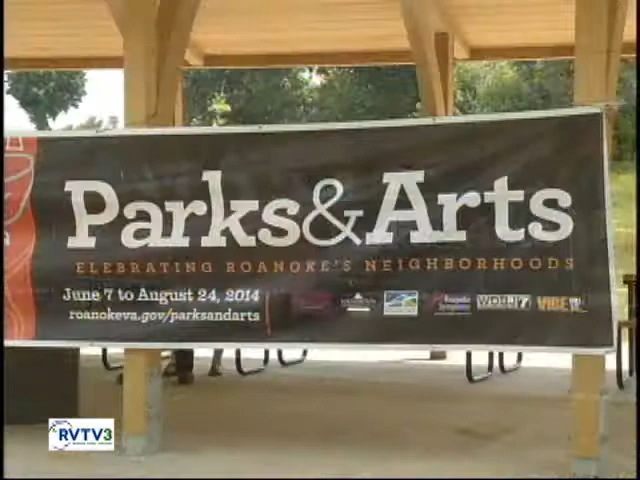 Parks&Arts
ELEBRATING ROANOKE'S NEIGHBORHOODS
June 7 to August 24, 2014
roanokeva.gov/parksandarts
WDBJ7 VIBE
RVTV3